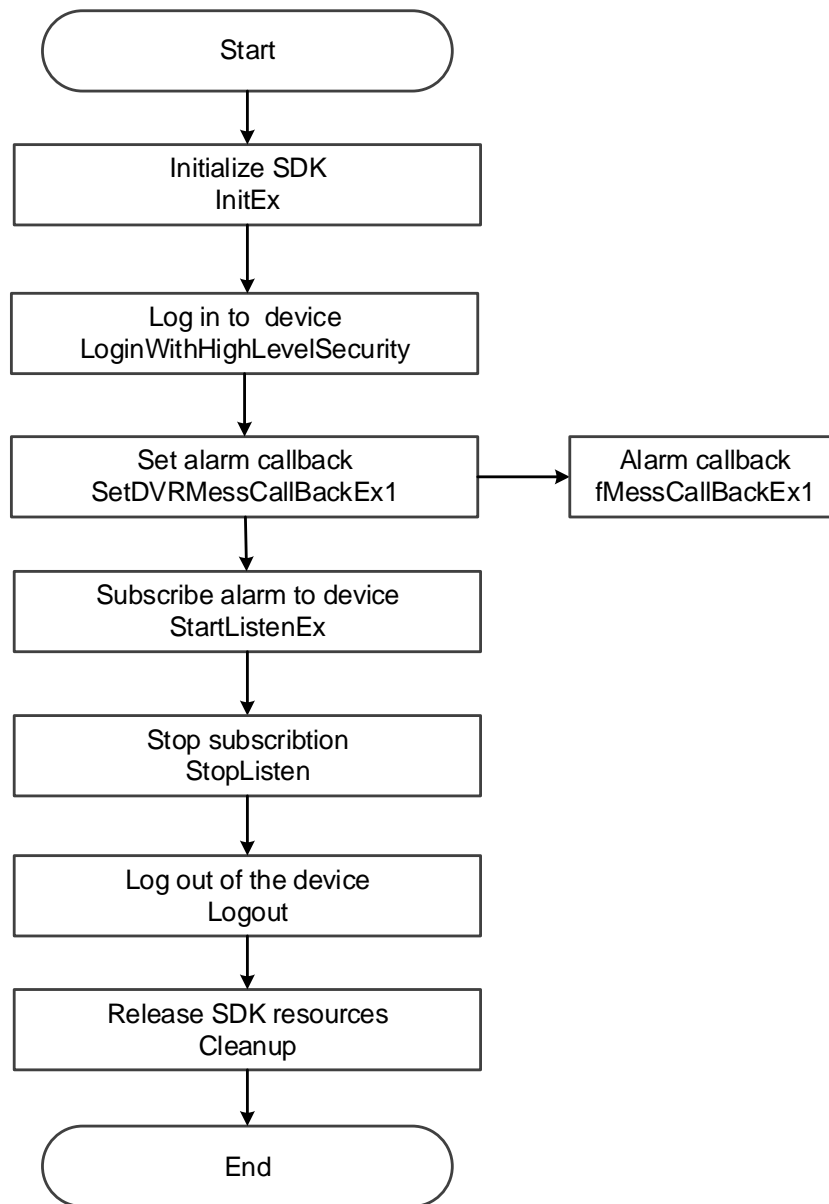 Start
Initialize SDK
InitEx
Log in to  device
LoginWithHighLevelSecurity
Set alarm callback
SetDVRMessCallBackEx1
Alarm callback
fMessCallBackEx1
Subscribe alarm to device
StartListenEx
Stop subscribtion
StopListen
Log out of the device
Logout
Release SDK resources
Cleanup
End